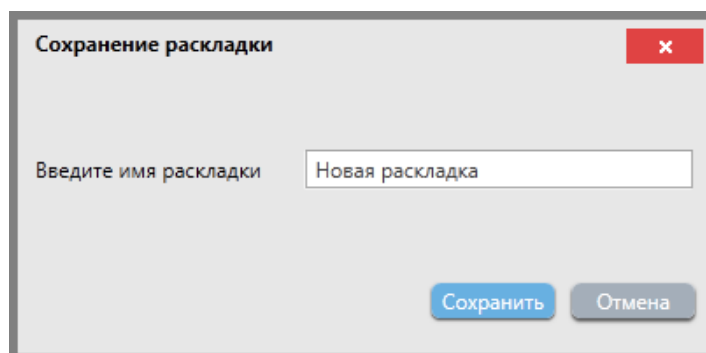 Сохранение раскладки
Введите имя раскладки Новая раскладка
Сохранить Отмена